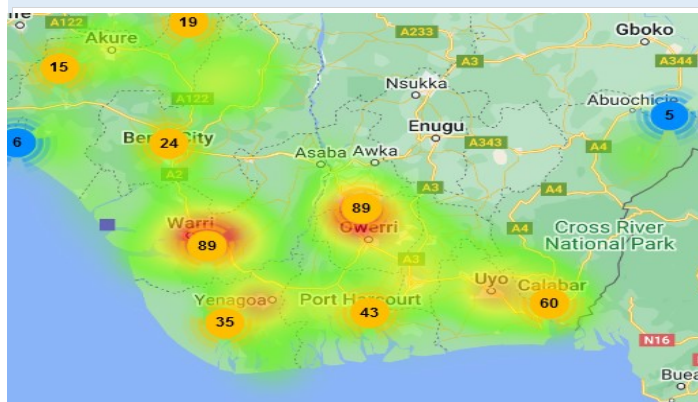 19
A122
Akure
A233
Gboko
15
A3
A344
Nsukka
A122
Abuochichi
5
6
Benin City
24
Enugu
A343
Asaba
Awka
A2
A3
A4
A4
89
Warri
89
Owerri
A4
Cross River
National Park
A3
Uyo
Calabar
60
Yenagoa
Port Harcourt
35
43
N16
Buea